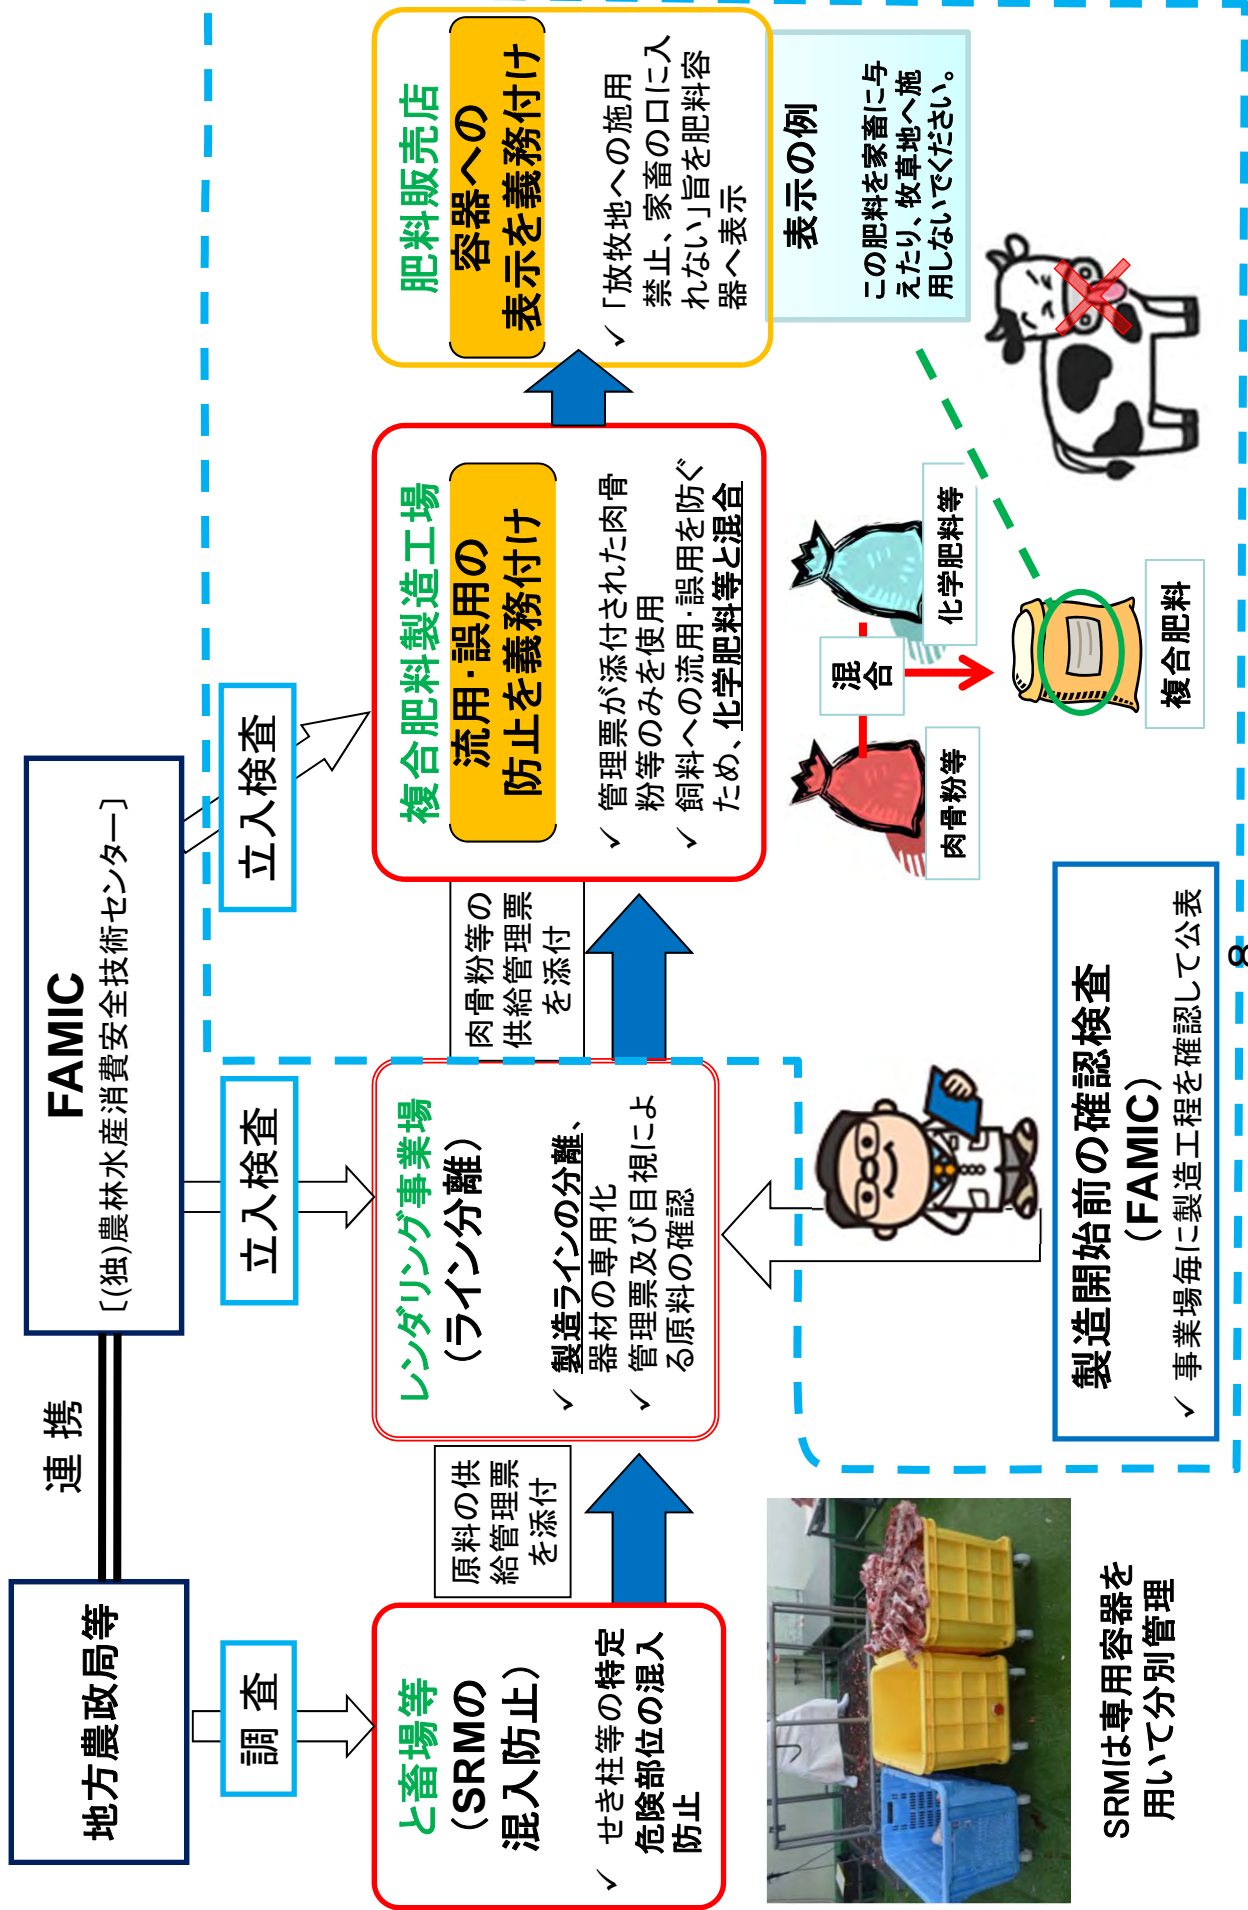 地方農政局等
連 携
FAMIC
[(独)農林水産消費安全技術センター]
調 査
立入検査
立入検査
と畜場等
(SRMの
混入防止)
✓ せき柱等の特定
危険部位の混入
防止
原料の供
給管理票
を添付
レンダリング事業場
(ライン分離)
✓ 製造ラインの分離、
器材の専用化
✓ 管理票及び目視によ
る原料の確認
肉骨粉等の
供給管理票
を添付
複合肥料製造工場
流用・誤用の
防止を義務付け
✓ 管理票が添付された肉骨
粉等のみを使用
✓ 飼料への流用・誤用を防ぐ
ため、化学肥料等と混合
肥料販売店
容器への
表示を義務付け
✓ 「放牧地への施用
禁止、家畜の口に入
れない」旨を肥料容
器へ表示
表示の例
この肥料を家畜に与
えたり、牧草地へ施
用しないでください。
肉骨粉等
混
合
化学肥料等
複合肥料
SRMは専用容器を
用いて分別管理
製造開始前の確認検査
(FAMIC)
✓ 事業場毎に製造工程を確認して公表
8